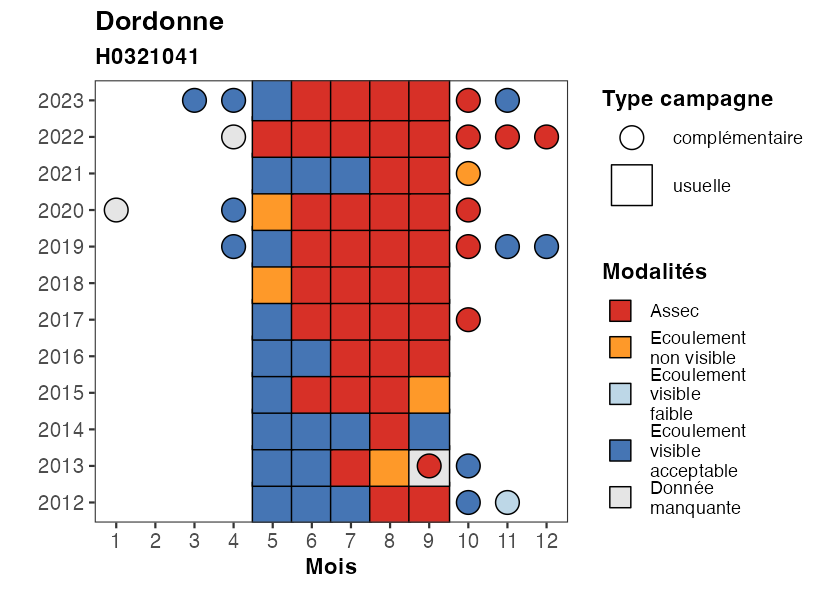 Dordonne
H0321041
2023
2022
2021
2020
2019
2018
2017
2016
2015
2014
2013
2012
1 2 3 4 5 6 7 8 9 10 11 12
Mois
Type campagne
complémentaire
usuelle
Modalités
Assec
Ecoulement
non visible
Ecoulement
visible
faible
Ecoulement
visible
acceptable
Donnée
manquante